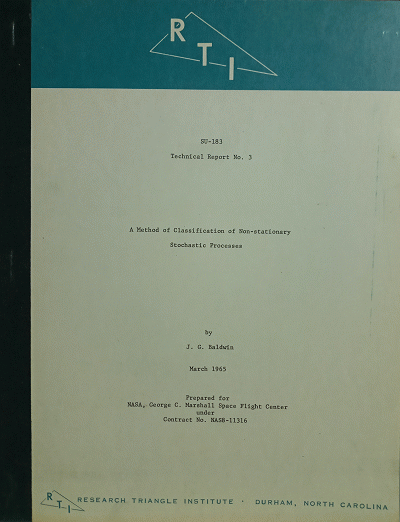 RTI
SU-183
Technical Report No. 3
A Method of Classification of Non-stationary
Stochastic Processes
by
J. G. Baldwin
March 1965
Prepared for
NASA, George C. Marshall Space Flight Center
under
Contract No. NAS8-11316
RTI RESEARCH TRIANGLE INSTITUTE · DURHAM, NORTH CAROLINA